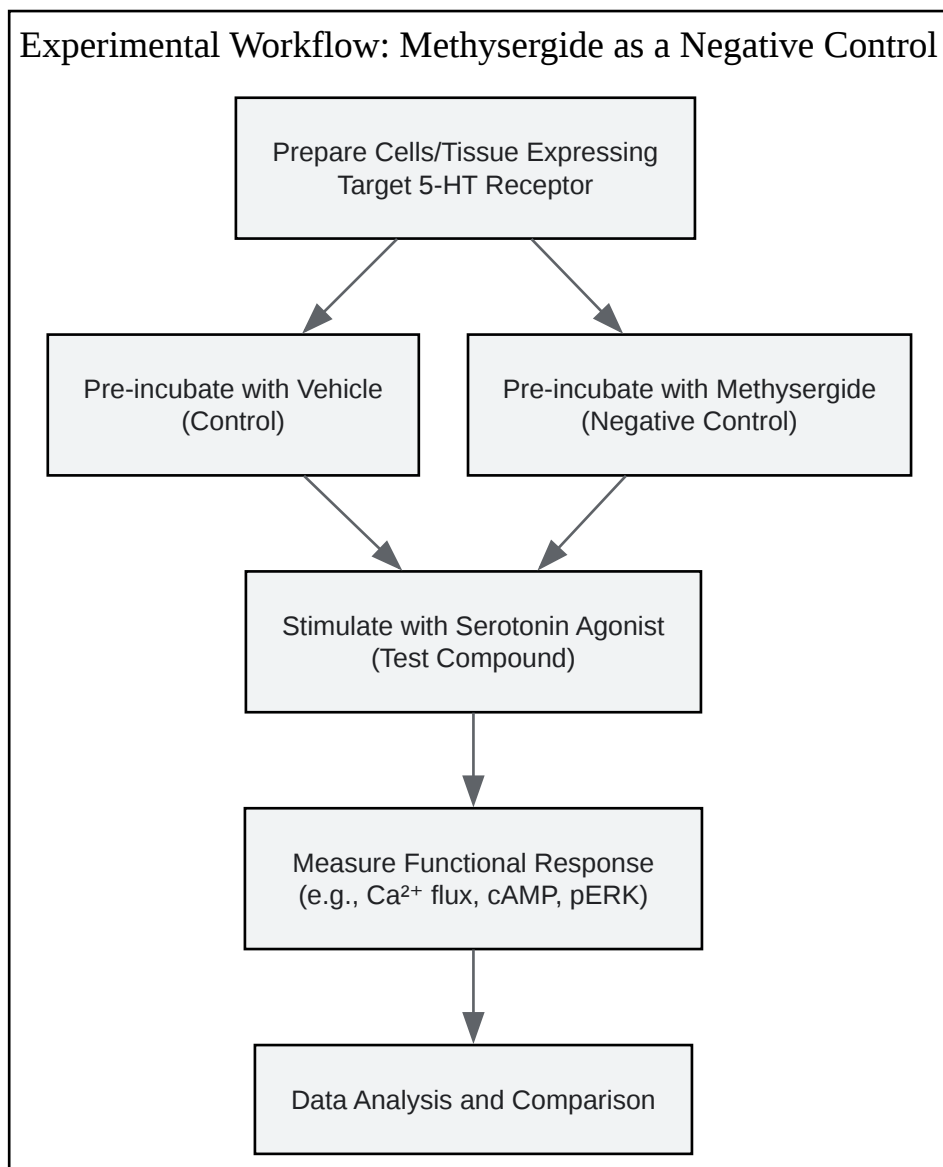 Experimental Workflow: Methysergide as a Negative Control
Prepare Cells/Tissue Expressing
Target 5-HT Receptor
Pre-incubate with Vehicle
(Control)
Pre-incubate with Methysergide
(Negative Control)
Stimulate with Serotonin Agonist
(Test Compound)
Measure Functional Response
(e.g., Ca²⁺ flux, cAMP, pERK)
Data Analysis and Comparison